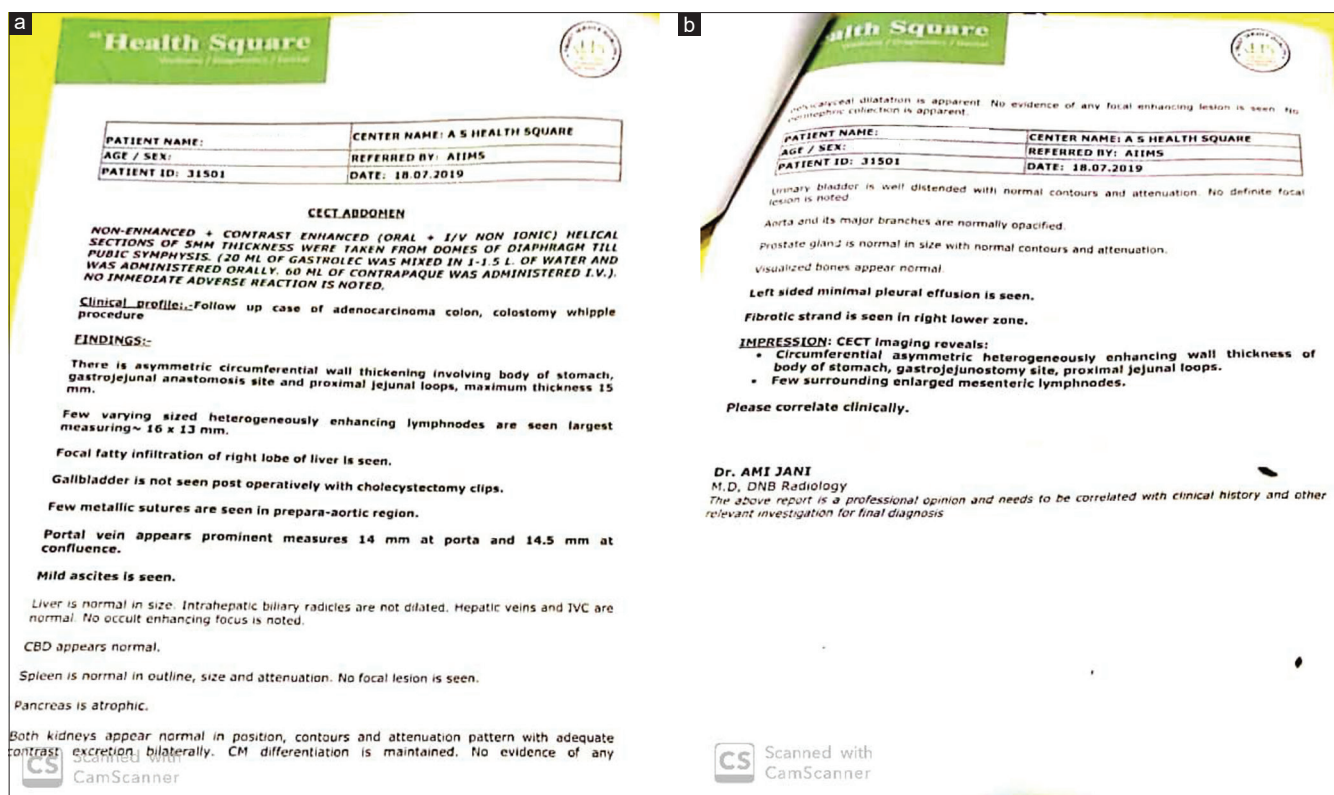 a
Health Square
Wellness / Diagnostics / Dental
PATIENT NAME:
CENTER NAME: A S HEALTH SQUARE
AGE / SEX:
REFERRED BY: AIIMS
PATIENT ID: 31501
DATE: 18.07.2019
CECT ABDOMEN
NON-ENHANCED + CONTRAST ENHANCED (ORAL + I/V NON IONIC) HELICAL
SECTIONS OF 5MM THICKNESS WERE TAKEN FROM DOMES OF DIAPHRAGM TILL
PUBIC SYMPHYSIS. (20 ML OF GASTROLEC WAS MIXED IN 1-1.5 L. OF WATER AND
WAS ADMINISTERED ORALLY. 60 ML OF CONTRAPAQUE WAS ADMINISTERED I.V.).
NO IMMEDIATE ADVERSE REACTION IS NOTED.
Clinical profile:.-Follow up case of adenocarcinoma colon, colostomy whipple
procedure
FINDINGS:-
There is asymmetric circumferential wall thickening involving body of stomach,
gastrojejunal anastomosis site and proximal jejunal loops, maximum thickness 15
mm.
Few varying sized heterogeneously enhancing lymphnodes are seen largest
measuring~ 16 x 13 mm.
Focal fatty infiltration of right lobe of liver is seen.
Gallbladder is not seen post operatively with cholecystectomy clips.
Few metallic sutures are seen in prepara-aortic region.
Portal vein appears prominent measures 14 mm at porta and 14.5 mm at
confluence.
Mild ascites is seen.
Liver is normal in size. Intrahepatic biliary radicles are not dilated. Hepatic veins and IVC are
normal. No occult enhancing focus is noted.
CBD appears normal.
Spleen is normal in outline, size and attenuation. No focal lesion is seen.
Pancreas is atrophic.
Both kidneys appear normal in position, contours and attenuation pattern with adequate
contrast excretion bilaterally. CM differentiation is maintained. No evidence of any
CS Scanned with
CamScanner
b
alth Square
Wellness / Diagnostics / Dental
dilatation is apparent. No evidence of any focal enhancing lesion is seen. No
perinephric collection is apparent.
PATIENT NAME:
CENTER NAME: A S HEALTH SQUARE
AGE / SEX:
REFERRED BY: AIIMS
PATIENT ID: 31501
DATE: 18.07.2019
Urinary bladder is well distended with normal contours and attenuation. No definite focal
lesion is noted.
Aorta and its major branches are normally opacified.
Prostate gland is normal in size with normal contours and attenuation.
Visualized bones appear normal.
Left sided minimal pleural effusion is seen.
Fibrotic strand is seen in right lower zone.
IMPRESSION: CECT imaging reveals:
• Circumferential asymmetric heterogeneously enhancing wall thickness of
body of stomach, gastrojejunostomy site, proximal jejunal loops.
• Few surrounding enlarged mesenteric lymphnodes.
Please correlate clinically.
Dr. AMI JANI
M.D, DNB Radiology
The above report is a professional opinion and needs to be correlated with clinical history and other
relevant investigation for final diagnosis
CS Scanned with
CamScanner